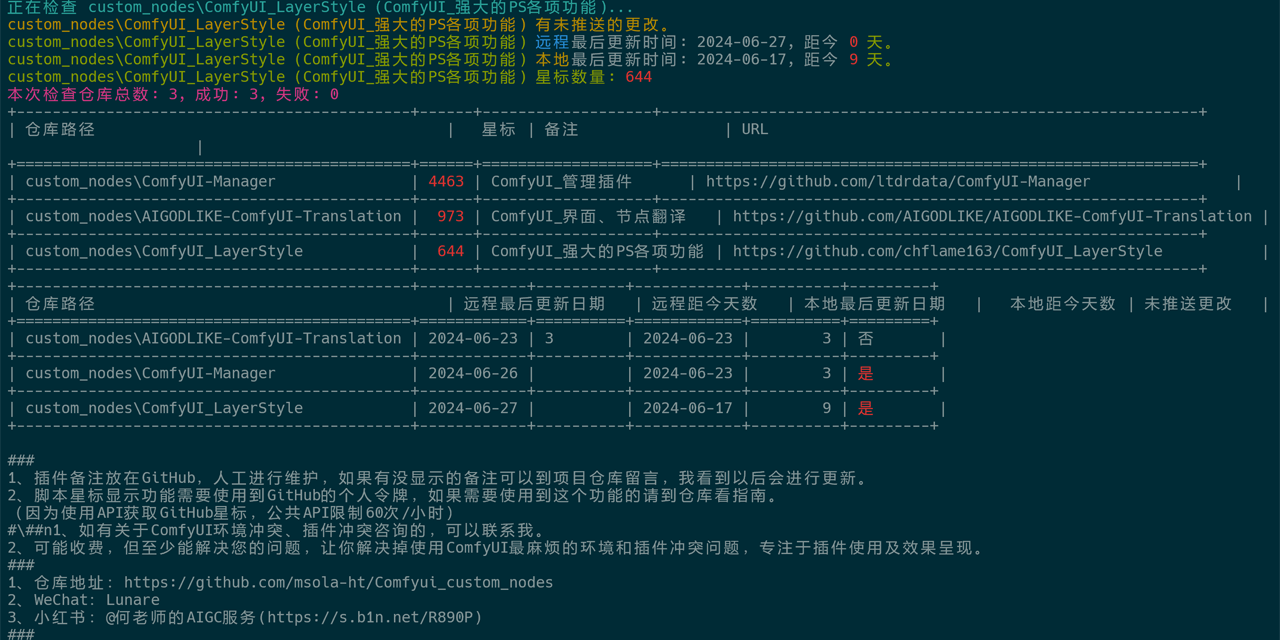 正在检查 custom_nodes\ComfyUI_LayerStyle (ComfyUI_强大的PS各项功能)...
custom_nodes\ComfyUI_LayerStyle (ComfyUI_强大的PS各项功能) 有未推送的更改。
custom_nodes\ComfyUI_LayerStyle (ComfyUI_强大的PS各项功能) 远程最后更新时间: 2024-06-27, 距今 0 天。
custom_nodes\ComfyUI_LayerStyle (ComfyUI_强大的PS各项功能) 本地最后更新时间: 2024-06-17, 距今 9 天。
custom_nodes\ComfyUI_LayerStyle (ComfyUI_强大的PS各项功能) 星标数量: 644
本次检查仓库总数: 3, 成功: 3, 失败: 0
| 仓库路径 | 星标 | 备注 | URL
|
| custom_nodes\ComfyUI-Manager | 4463 | ComfyUI_管理插件 | https://github.com/ltdrdata/ComfyUI-Manager |
| custom_nodes\AIGODLIKE-ComfyUI-Translation | 973 | ComfyUI_界面、节点翻译 | https://github.com/AIGODLIKE/AIGODLIKE-ComfyUI-Translation |
| custom_nodes\ComfyUI_LayerStyle | 644 | ComfyUI_强大的PS各项功能 | https://github.com/chflame163/ComfyUI_LayerStyle |
| 仓库路径 | 远程最后更新日期 | 远程距今天数 | 本地最后更新日期 | 本地距今天数 | 未推送更改 |
| custom_nodes\AIGODLIKE-ComfyUI-Translation | 2024-06-23 | 3 | 2024-06-23 | 3 | 否 |
| custom_nodes\ComfyUI-Manager | 2024-06-26 | | 2024-06-23 | 3 | 是 |
| custom_nodes\ComfyUI_LayerStyle | 2024-06-27 | | 2024-06-17 | 9 | 是 |
###
1、插件备注放在GitHub，人工进行维护，如果有没显示的备注可以到项目仓库留言，我看到以后会进行更新。
2、脚本星标显示功能需要使用到GitHub的个人令牌，如果需要使用到这个功能的请到仓库看指南。
（因为使用API获取GitHub星标，公共API限制60次/小时）
#\##n1、如有关于ComfyUI环境冲突、插件冲突咨询的，可以联系我。
2、可能收费，但至少能解决您的问题，让你解决掉使用ComfyUI最麻烦的环境和插件冲突问题，专注于插件使用及效果呈现。
###
1、仓库地址: https://github.com/msola-ht/Comfyui_custom_nodes
2、WeChat: Lunare
3、小红书: @何老师的AIGC服务(https://s.b1n.net/R890P)
###